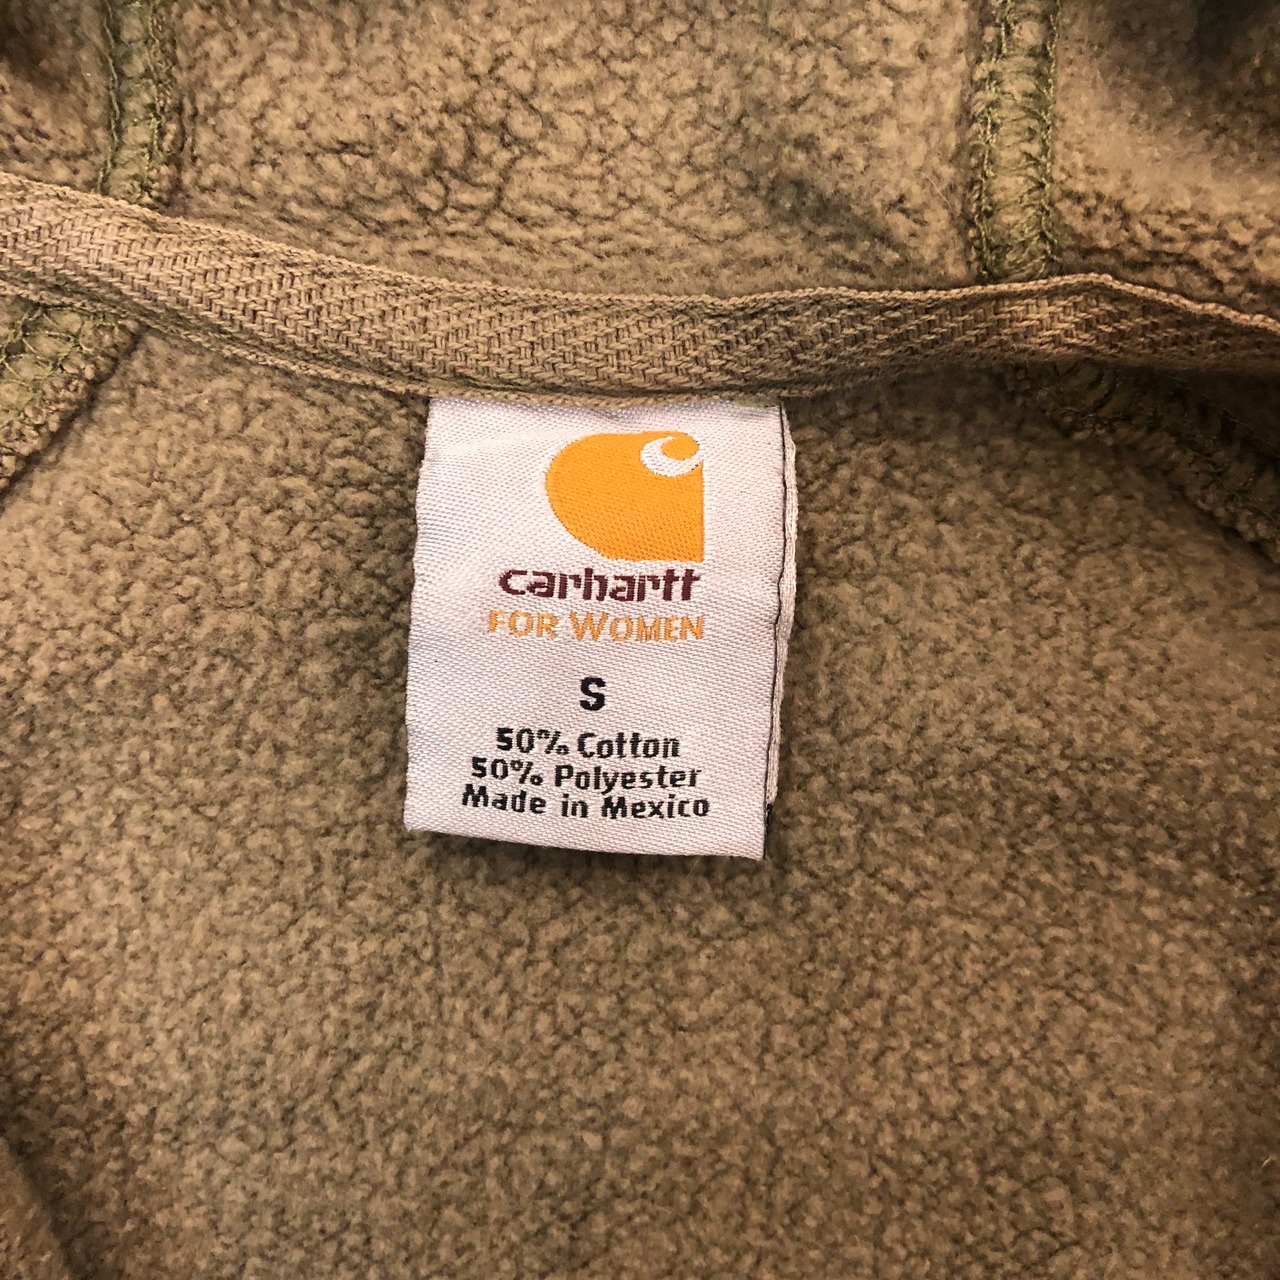 carhartt
FOR WOMEN
S
50% Cotton
50% Polyester
Made in Mexico